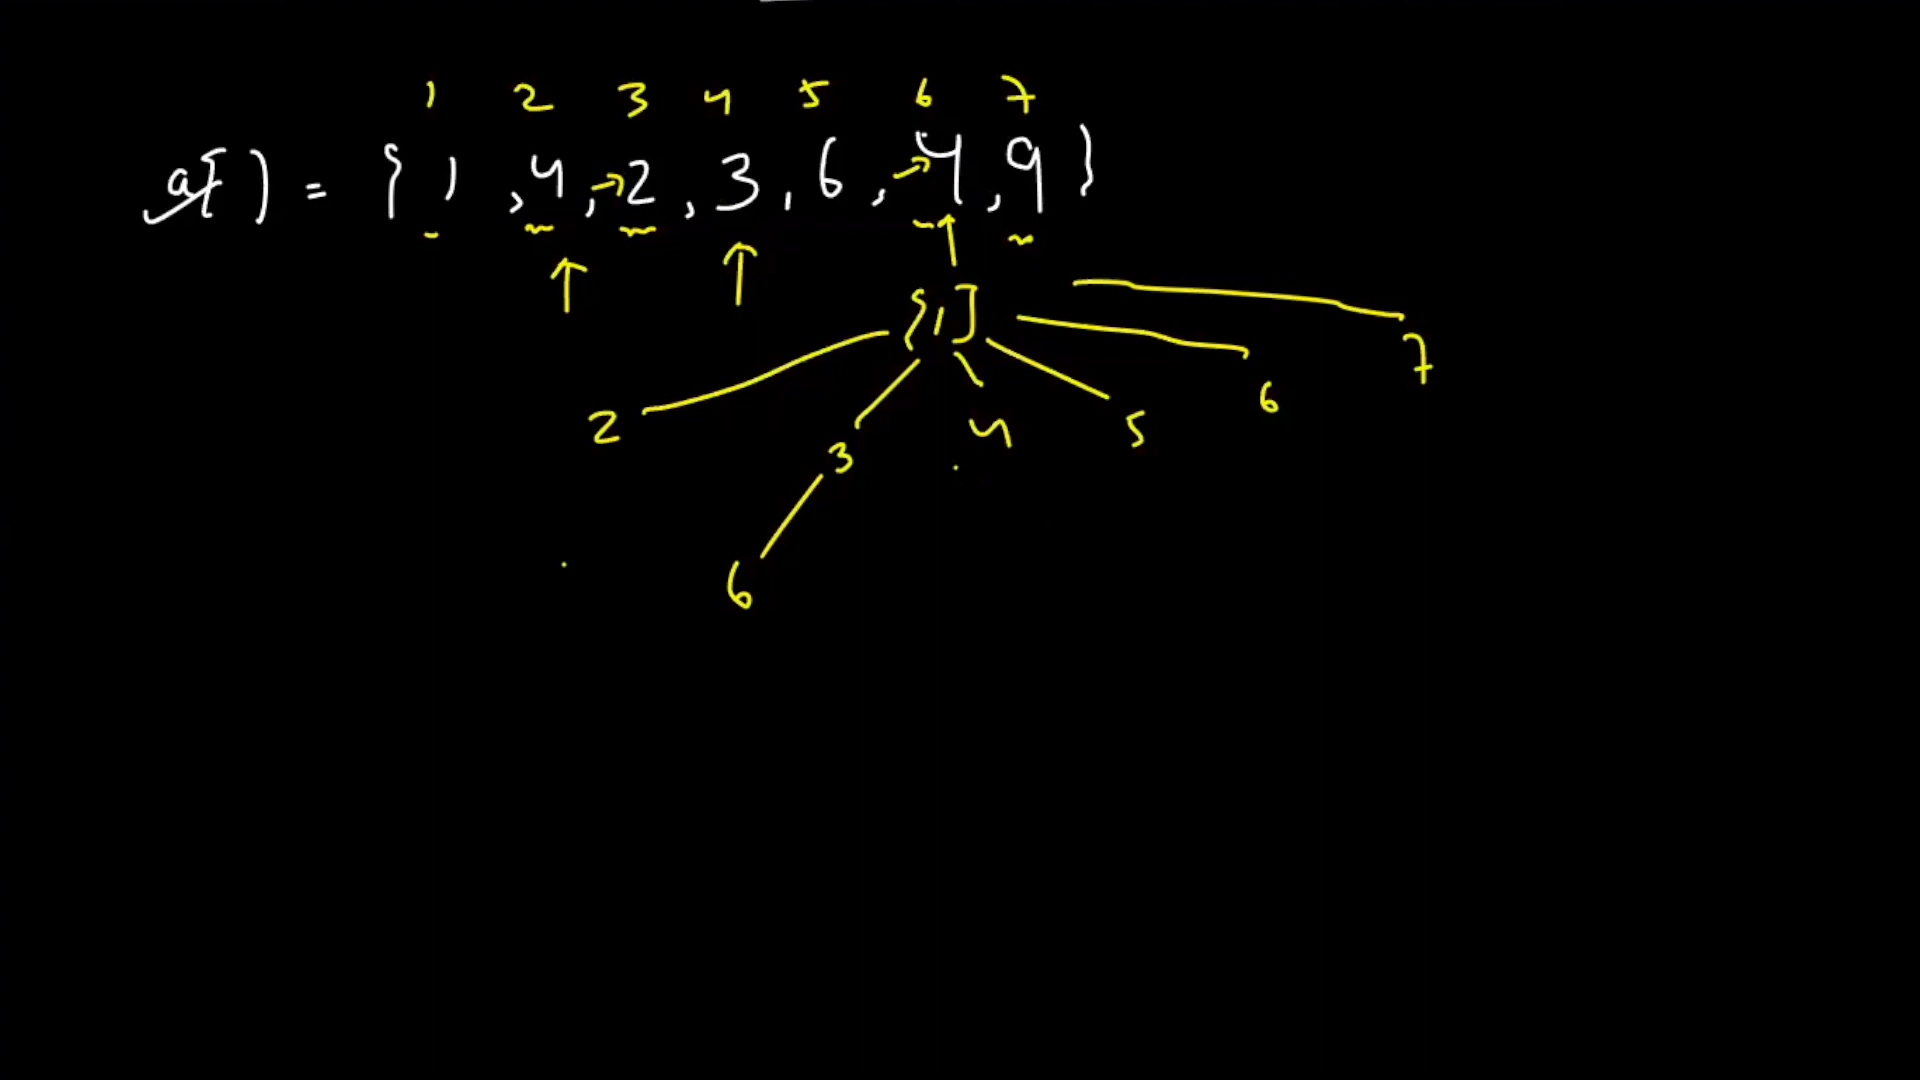 1 2 3 4 5 6 7
a[] = { 1, 4, 2, 3, 6, 4, 9 }
{1]
7
6
2 4 5
3
6